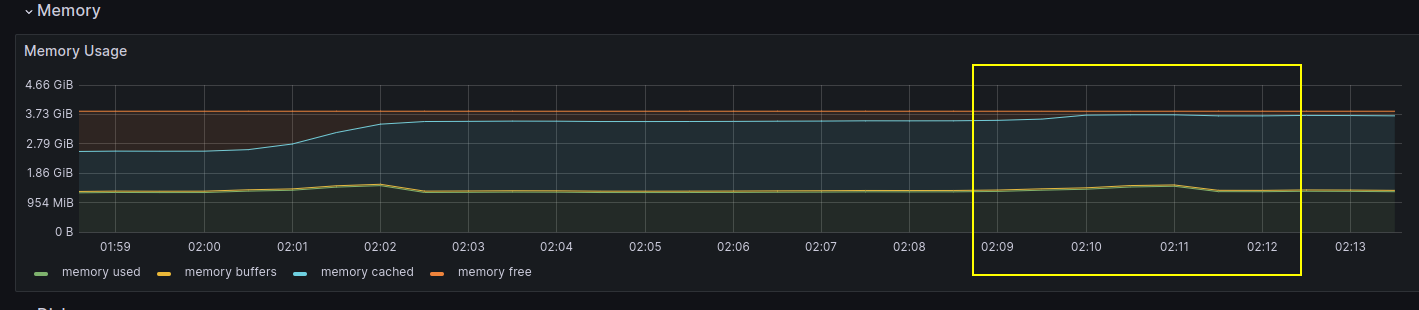 Memory
Memory Usage
4.66 GiB
3.73 GiB
2.79 GiB
1.86 GiB
954 MiB
0 B
01:59 02:00 02:01 02:02 02:03 02:04 02:05 02:06 02:07 02:08 02:09 02:10 02:11 02:12 02:13
memory used memory buffers memory cached memory free